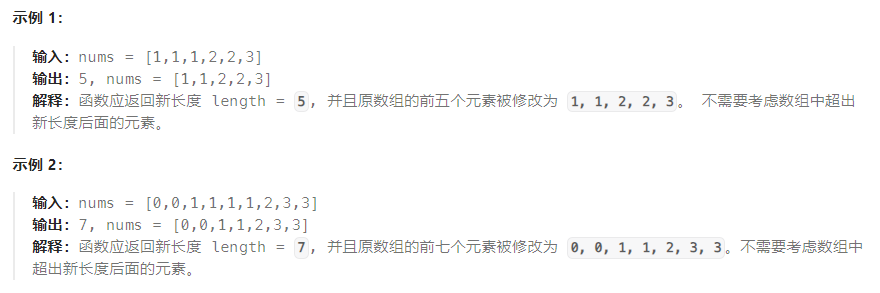 示例 1：
输入：nums = [1,1,1,2,2,3]
输出：5, nums = [1,1,2,2,3]
解释：函数应返回新长度 length = 5, 并且原数组的前五个元素被修改为 1, 1, 2, 2, 3。 不需要考虑数组中超出
新长度后面的元素。
示例 2：
输入：nums = [0,0,1,1,1,1,2,3,3]
输出：7, nums = [0,0,1,1,2,3,3]
解释：函数应返回新长度 length = 7, 并且原数组的前七个元素被修改为 0, 0, 1, 1, 2, 3, 3。不需要考虑数组中
超出新长度后面的元素。